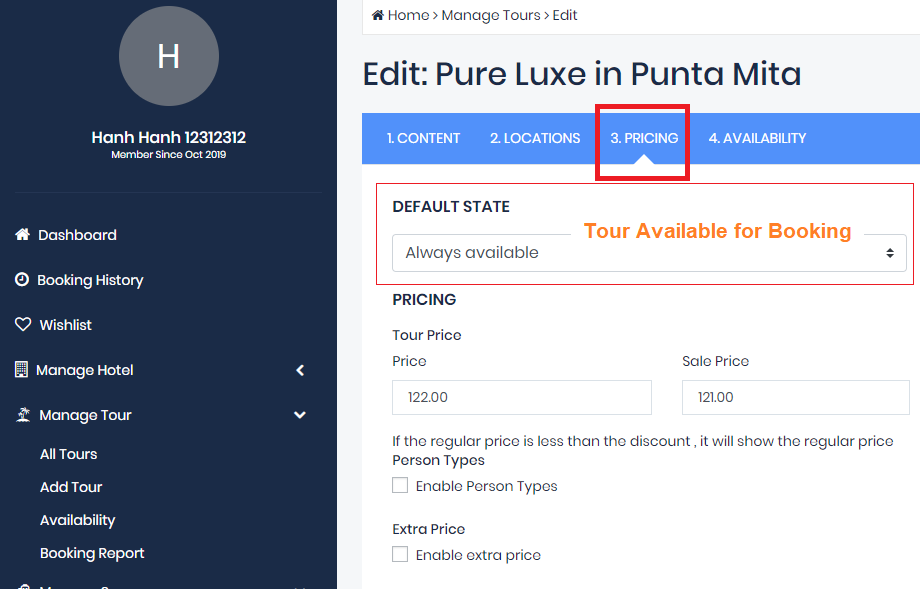 H
Hanh Hanh 12312312
Member Since Oct 2019
Dashboard
Booking History
Wishlist
Manage Hotel
Manage Tour
All Tours
Add Tour
Availability
Booking Report
Home > Manage Tours > Edit
Edit: Pure Luxe in Punta Mita
1. CONTENT 2. LOCATIONS 3. PRICING 4. AVAILABILITY
DEFAULT STATE
Tour Available for Booking
Always available
PRICING
Tour Price
Price Sale Price
122.00 121.00
If the regular price is less than the discount , it will show the regular price
Person Types
Enable Person Types
Extra Price
Enable extra price